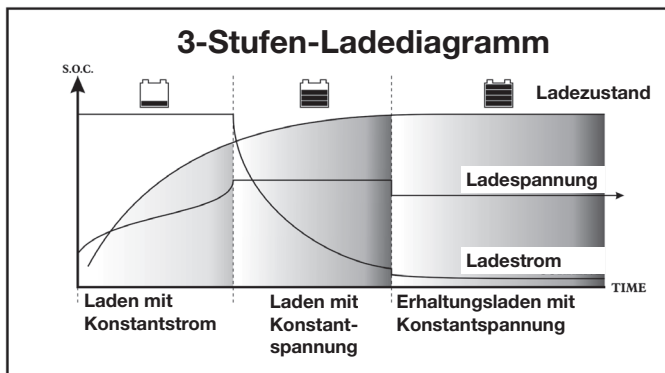 3-Stufen-Ladediagramm
S.O.C.
Ladezustand
Ladespannung
Ladestrom
TIME
Laden mit
Konstantstrom
Laden mit
Konstant-
spannung
Erhaltungsladen mit
Konstantspannung